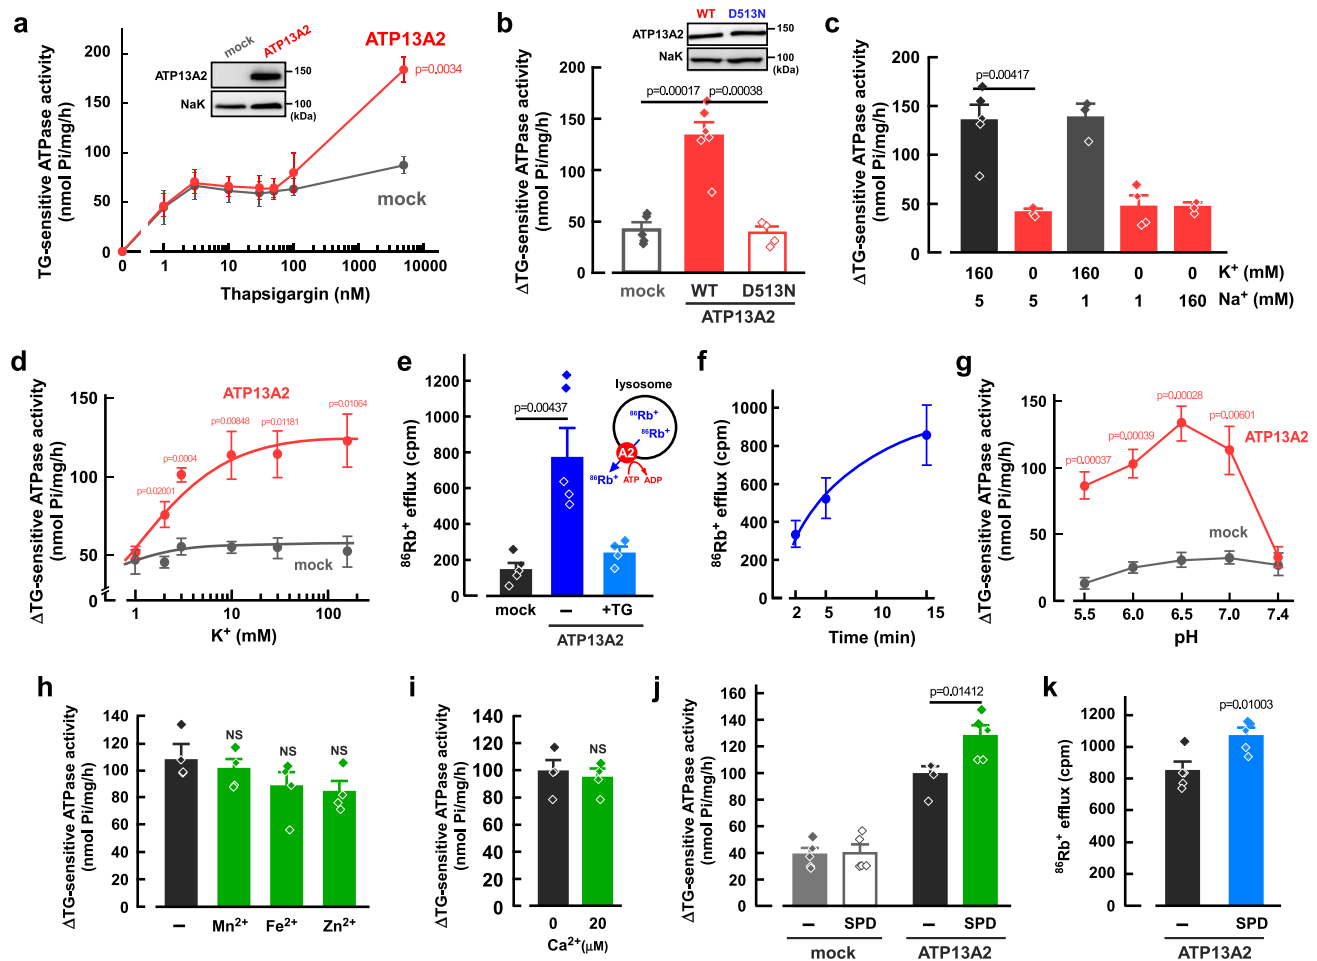 a
TG-sensitive ATPase activity
(nmol Pi/mg/h)
200
150
100
50
0
0
1
10
100
1000
10000
Thapsigargin (nM)
mock
ATP13A2
ATP13A2
NaK
150
100
(kDa)
ATP13A2
p=0.0034
mock
b
ΔTG-sensitive ATPase activity
(nmol Pi/mg/h)
WT D513N
ATP13A2
NaK
150
100
(kDa)
200
150
100
50
0
p=0.00017 p=0.00038
mock WT D513N
ATP13A2
c
ΔTG-sensitive ATPase activity
(nmol Pi/mg/h)
200
150
100
50
0
p=0.00417
160 0 160 0 0 K⁺ (mM)
5 5 1 1 160 Na⁺ (mM)
d
ΔTG-sensitive ATPase activity
(nmol Pi/mg/h)
150
100
50
0
ATP13A2
p=0.02001
p=0.0004
p=0.00848
p=0.01181
p=0.01064
mock
1 10 100
K⁺ (mM)
e
⁸⁶Rb⁺ efflux (cpm)
1200
1000
800
600
400
200
0
p=0.00437
lysosome
⁸⁶Rb⁺
⁸⁶Rb⁺
A2
⁸⁶Rb⁺
ATP ADP
mock – +TG
ATP13A2
f
⁸⁶Rb⁺ efflux (cpm)
1000
800
600
400
200
0
2 5 10 15
Time (min)
g
ΔTG-sensitive ATPase activity
(nmol Pi/mg/h)
150
100
50
0
p=0.00037
p=0.00039
p=0.00028
p=0.00601
ATP13A2
mock
5.5 6.0 6.5 7.0 7.4
pH
h
ΔTG-sensitive ATPase activity
(nmol Pi/mg/h)
140
120
100
80
60
40
20
0
NS
NS
NS
– Mn²⁺ Fe²⁺ Zn²⁺
i
ΔTG-sensitive ATPase activity
(nmol Pi/mg/h)
140
120
100
80
60
40
20
0
NS
0 20
Ca²⁺(μM)
j
ΔTG-sensitive ATPase activity
(nmol Pi/mg/h)
160
140
120
100
80
60
40
20
0
p=0.01412
– SPD – SPD
mock ATP13A2
k
⁸⁶Rb⁺ efflux (cpm)
1200
1000
800
600
400
200
0
p=0.01003
– SPD
ATP13A2